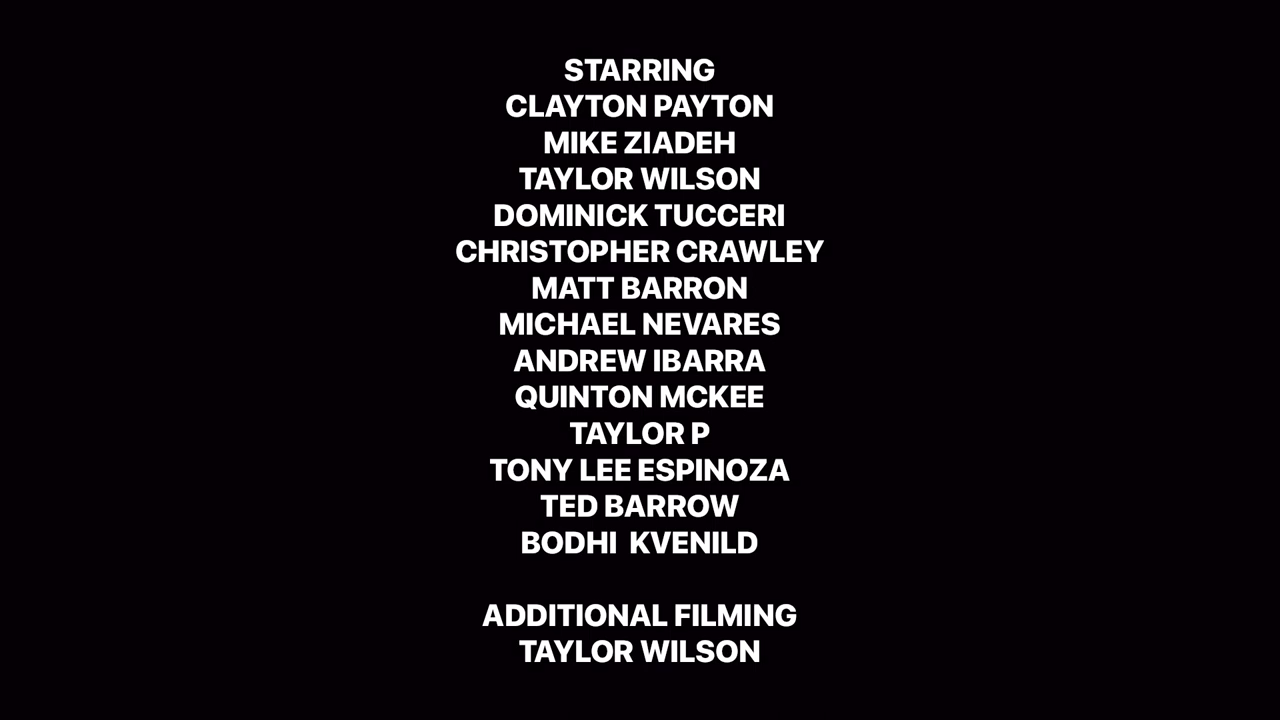 STARRING
CLAYTON PAYTON
MIKE ZIADEH
TAYLOR WILSON
DOMINICK TUCCERI
CHRISTOPHER CRAWLEY
MATT BARRON
MICHAEL NEVARES
ANDREW IBARRA
QUINTON MCKEE
TAYLOR P
TONY LEE ESPINOZA
TED BARROW
BODHI  KVENILD
ADDITIONAL FILMING
TAYLOR WILSON